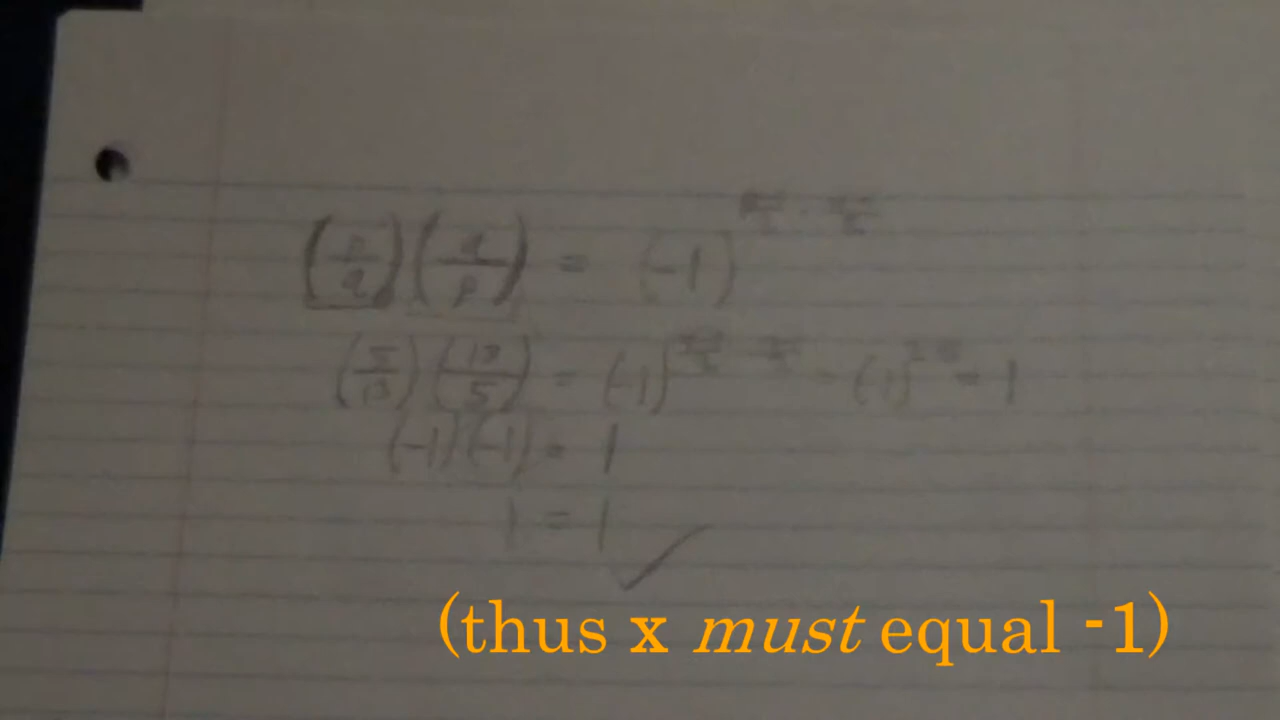 (p/q)(q/p) = (-1)
(5/13)(13/5) = (-1) = (-1) = 1
(-1)(-1) = 1
1 = 1 ✓
(thus x must equal -1)